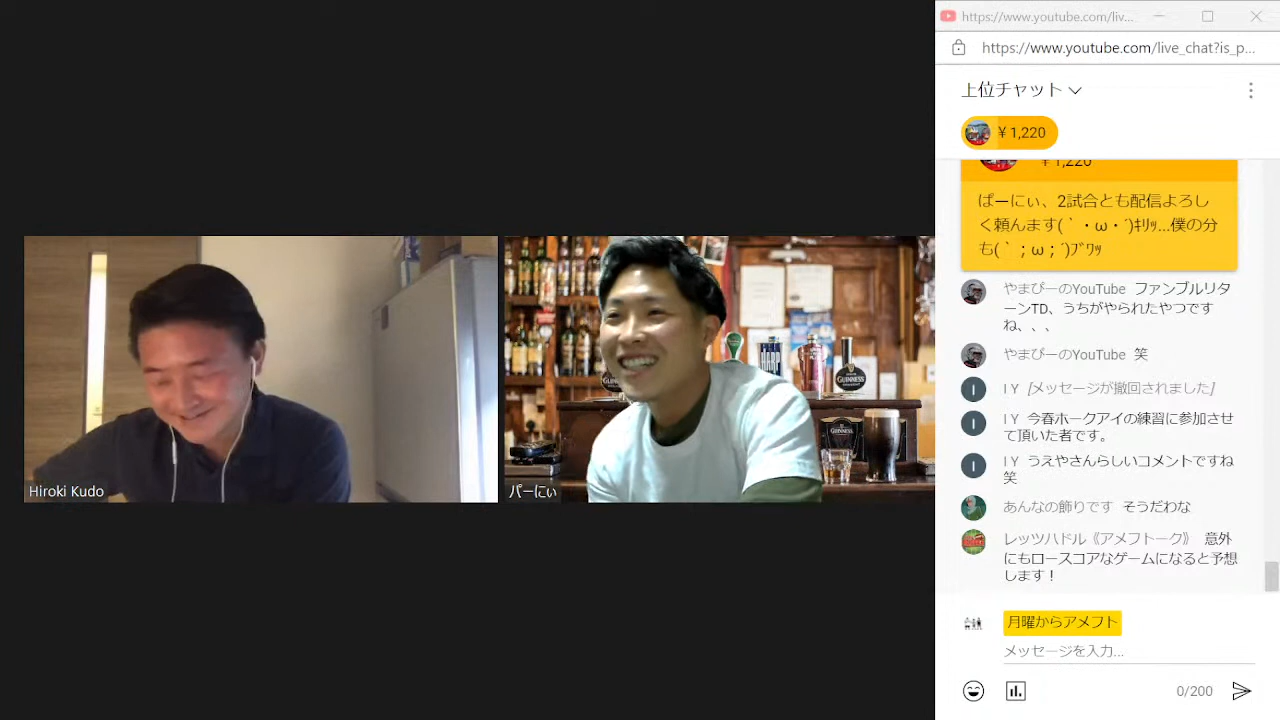 https://www.youtube.com/liv...
https://www.youtube.com/live_chat?is_p...
上位チャット
¥1,220
¥1,220
ぱーにぃ、2試合とも配信よろし
く頼んます(｀・ω・´)ｷﾘｯ...僕の分
も(｀；ω；´)ﾌﾞﾜｯ
やまぴーのYouTube ファンブルリタ
ーンTD、うちがやられたやつです
ね、、、
やまぴーのYouTube 笑
I Y [メッセージが撤回されました]
I Y 今春ホークアイの練習に参加させ
て頂いた者です。
I Y うえやさんらしいコメントですね
笑
あんなの飾りです そうだわな
レッツハドル《アメフトーク》 意外
にもロースコアなゲームになると予想
します！
月曜からアメフト
メッセージを入力...
0/200
Hiroki Kudo
パーにぃ
HARP
GUINNESS
GUINNESS